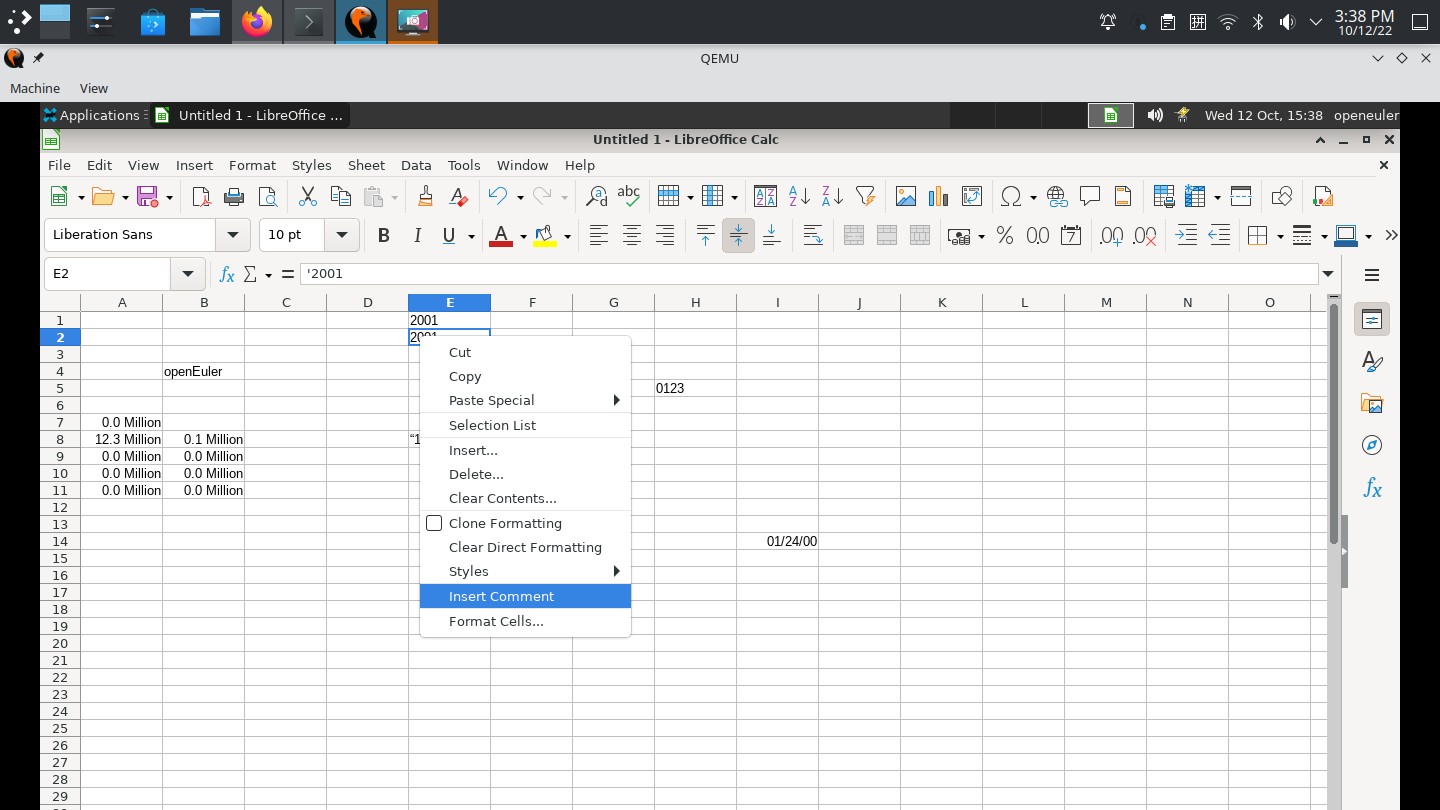 3:38 PM
10/12/22
QEMU
Machine View
Applications Untitled 1 - LibreOffice ... Wed 12 Oct, 15:38 openeuler
Untitled 1 - LibreOffice Calc
File Edit View Insert Format Styles Sheet Data Tools Window Help
Liberation Sans 10 pt B I U A
E2 fx Σ = '2001
A B C D E F G H I J K L M N O
1 2001
2 2001
3
4 openEuler
5 0123
6
7 0.0 Million
8 12.3 Million 0.1 Million “1
9 0.0 Million 0.0 Million
10 0.0 Million 0.0 Million
11 0.0 Million 0.0 Million
12
13
14 01/24/00
15
16
17
18
19
20
21
22
23
24
25
26
27
28
29
Cut
Copy
Paste Special
Selection List
Insert...
Delete...
Clear Contents...
Clone Formatting
Clear Direct Formatting
Styles
Insert Comment
Format Cells...